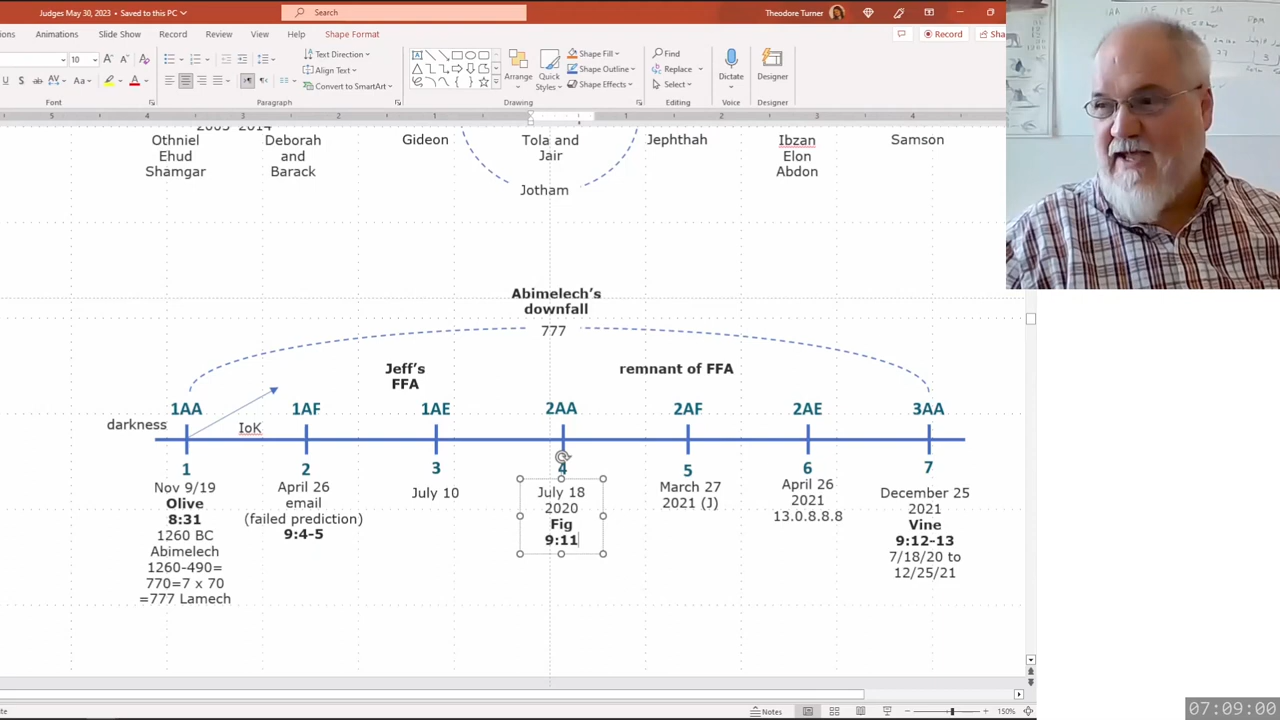 Judges May 30, 2023 • Saved to this PC
Search
Theodore Turner
Animations Slide Show Record Review View Help Shape Format
Record
Sha
10
Text Direction
Align Text
Convert to SmartArt
Arrange
Quick
Styles
Shape Fill
Shape Outline
Shape Effects
Find
Replace
Select
Dictate
Designer
Font
Paragraph
Drawing
Editing
Voice
Designer
Othniel
Ehud
Shamgar
Deborah
and
Barack
Gideon
Tola and
Jair
Jotham
Jephthah
Ibzan
Elon
Abdon
Samson
Abimelech's
downfall
777
Jeff's
FFA
remnant of FFA
1AA 1AF 1AE 2AA 2AF 2AE 3AA
darkness
IoK
1 2 3 4 5 6 7
Nov 9/19
Olive
8:31
1260 BC
Abimelech
1260-490=
770=7 x 70
=777 Lamech
April 26
email
(failed prediction)
9:4-5
July 10
July 18
2020
Fig
9:11
March 27
2021 (J)
April 26
2021
13.0.8.8.8
December 25
2021
Vine
9:12-13
7/18/20 to
12/25/21
Notes
150%
07:09:00